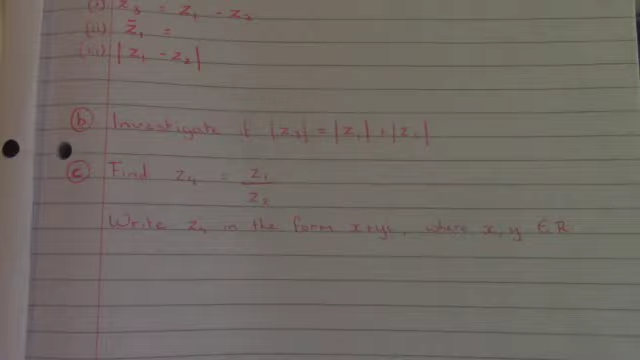 (i) z₃ = z₁ - z₂
(ii) z̄₁ =
(iii) |z₁ - z₂|
(b) Investigate if |z₃| = |z₁| + |z₂|
(c) Find z₄ = z₁
z₂
Write z₄ in the form x+yi, where x, y ∈ R